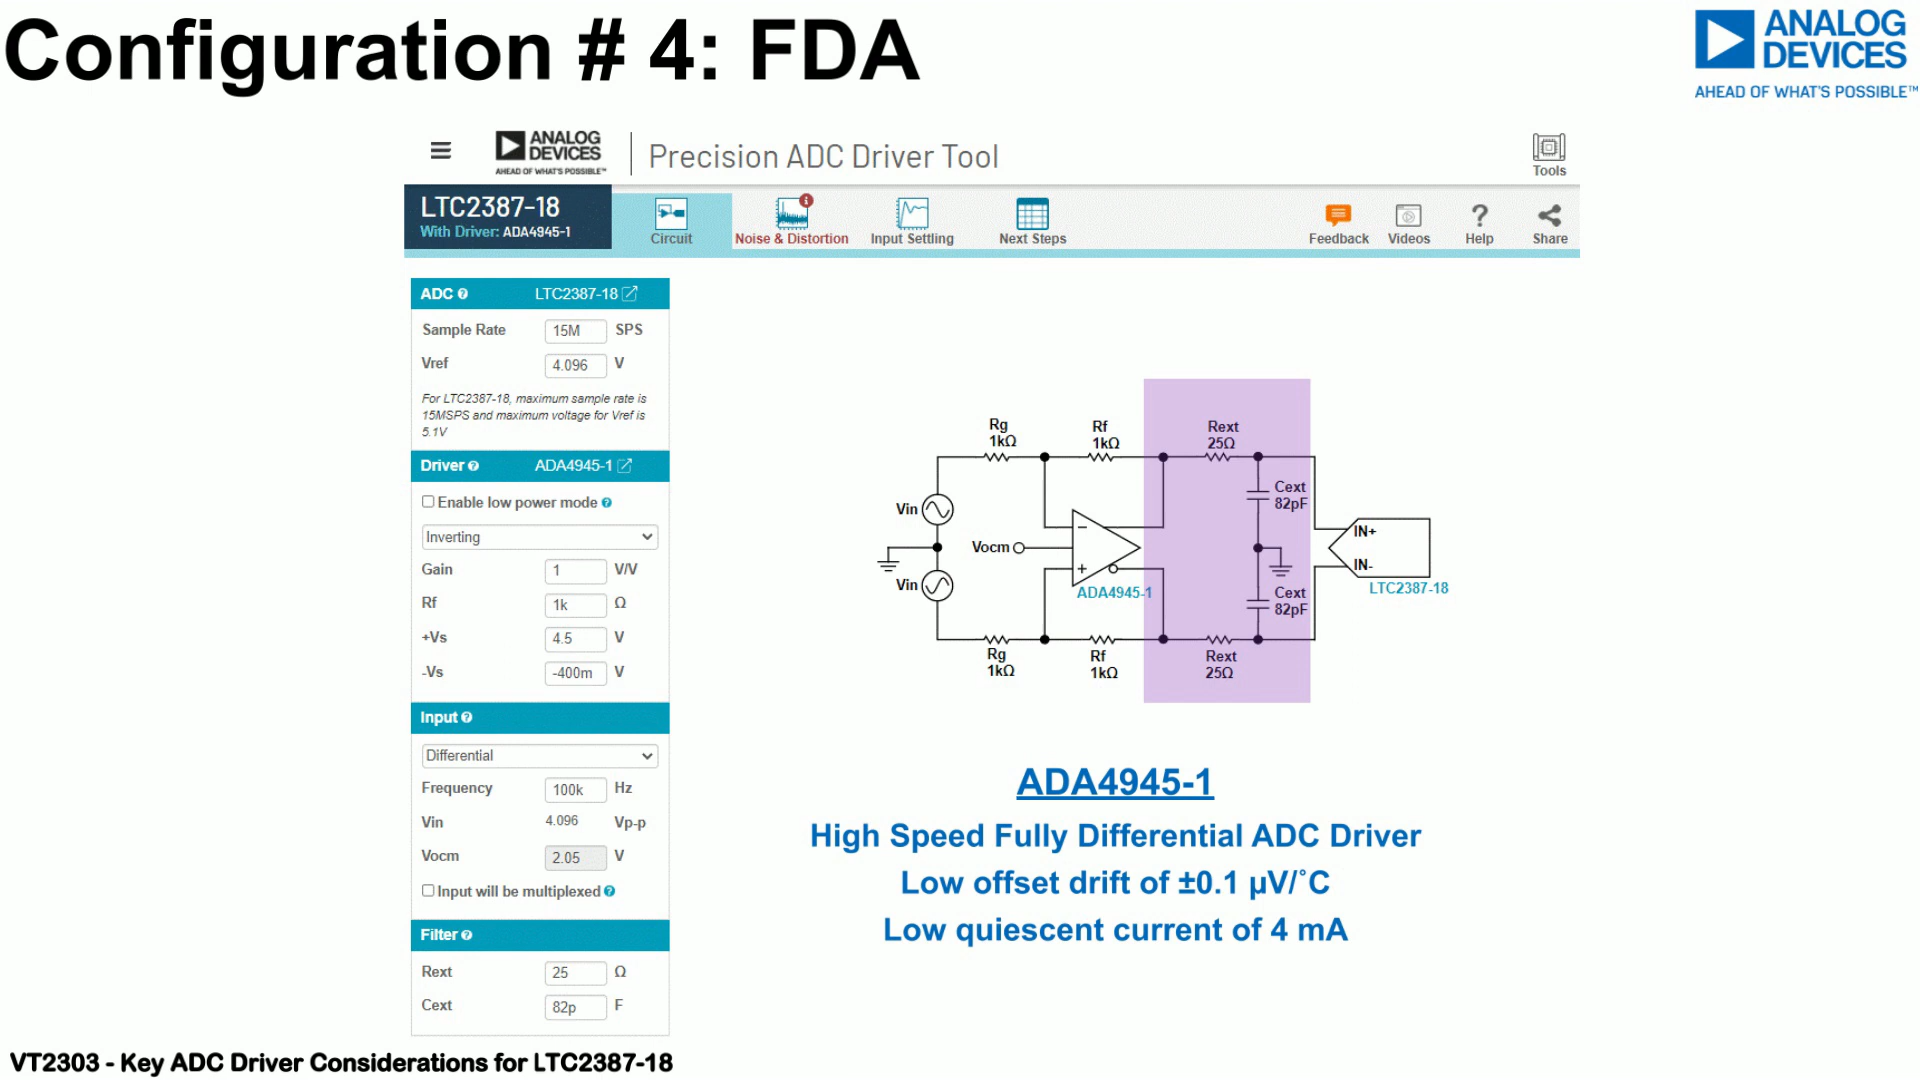 Configuration # 4: FDA
ANALOG
DEVICES
AHEAD OF WHAT'S POSSIBLE™
ANALOG
DEVICES
AHEAD OF WHAT'S POSSIBLE™
Precision ADC Driver Tool
Tools
LTC2387-18
With Driver: ADA4945-1
Circuit
Noise & Distortion
Input Settling
Next Steps
Feedback
Videos
Help
Share
ADC LTC2387-18
Sample Rate 15M SPS
Vref 4.096 V
For LTC2387-18, maximum sample rate is
15MSPS and maximum voltage for Vref is
5.1V
Driver ADA4945-1
Enable low power mode
Inverting
Gain 1 V/V
Rf 1k Ω
+Vs 4.5 V
-Vs -400m V
Input
Differential
Frequency 100k Hz
Vin 4.096 Vp-p
Vocm 2.05 V
Input will be multiplexed
Filter
Rext 25 Ω
Cext 82p F
Rg
1kΩ
Rf
1kΩ
Rext
25Ω
Cext
82pF
Vin
Vocm
Vin
ADA4945-1
IN+
IN-
LTC2387-18
Cext
82pF
Rg
1kΩ
Rf
1kΩ
Rext
25Ω
ADA4945-1
High Speed Fully Differential ADC Driver
Low offset drift of ±0.1 µV/˚C
Low quiescent current of 4 mA
VT2303 - Key ADC Driver Considerations for LTC2387-18